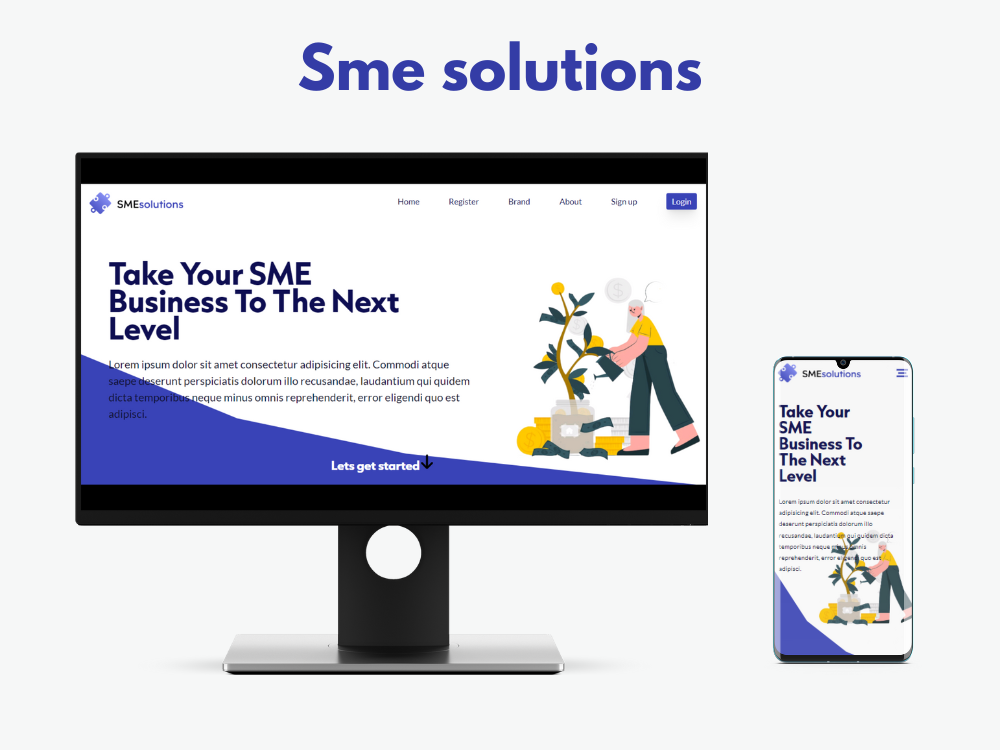 Sme solutions
SMEsolutions
Home Register Brand About Sign up Login
Take Your SME
Business To The Next
Level
Lorem ipsum dolor sit amet consectetur adipisicing elit. Commodi atque
saepe deserunt perspiciatis dolorum illo recusandae, laudantium qui quidem
dicta temporibus neque minus omnis reprehenderit, error eligendi quo est
adipisci.
Lets get started
SMEsolutions
Take Your
SME
Business To
The Next
Level
Lorem ipsum dolor sit amet consectetur
adipisicing elit. Commodi atque saepe
deserunt perspiciatis dolorum illo
recusandae, laudantium qui quidem dicta
temporibus neque minus omnis
reprehenderit, error eligendi quo est
adipisci.